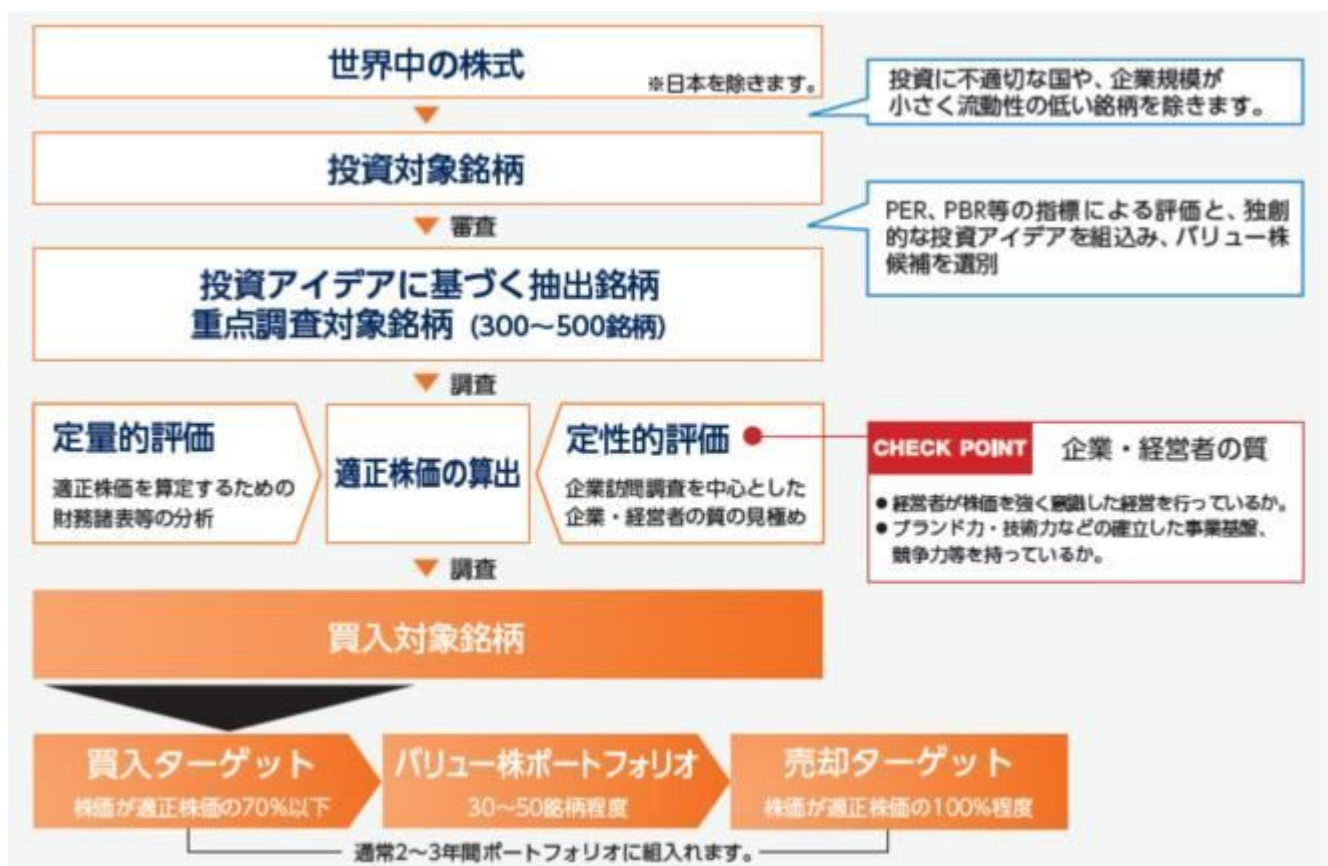 世界中の株式
※日本を除きます。
投資に不適切な国や、企業規模が
小さく流動性の低い銘柄を除きます。
投資対象銘柄
審査
PER、PBR等の指標による評価と、独創
的な投資アイデアを組込み、バリュー株
候補を選別
投資アイデアに基づく抽出銘柄
重点調査対象銘柄 (300〜500銘柄)
調査
定量的評価
適正株価を算定するための
財務諸表等の分析
適正株価の算出
定性的評価
企業訪問調査を中心とした
企業・経営者の質の見極め
CHECK POINT 企業・経営者の質
● 経営者が株価を強く意識した経営を行っているか。
● ブランド力・技術力などの確立した事業基盤、
競争力等を持っているか。
調査
買入対象銘柄
買入ターゲット
株価が適正株価の70%以下
バリュー株ポートフォリオ
30〜50銘柄程度
売却ターゲット
株価が適正株価の100%程度
通常2〜3年間ポートフォリオに組入れます。